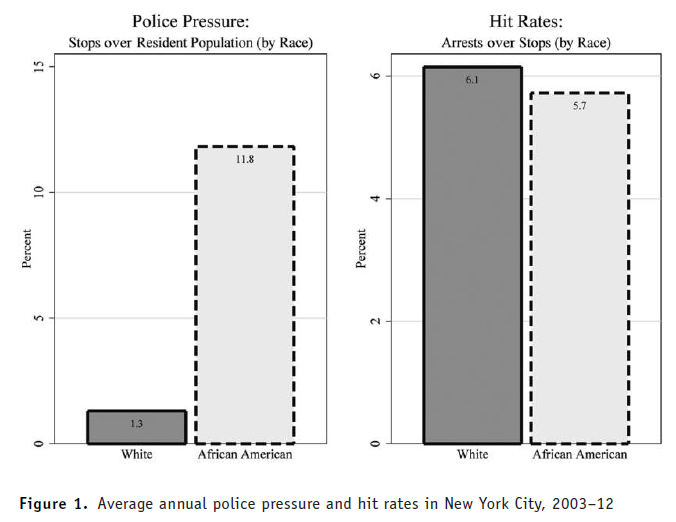 Police Pressure:
Stops over Resident Population (by Race)
Percent
15
10
5
0
1.3
11.8
White
African American
Hit Rates:
Arrests over Stops (by Race)
Percent
6
4
2
0
6.1
5.7
White
African American
Figure 1. Average annual police pressure and hit rates in New York City, 2003–12